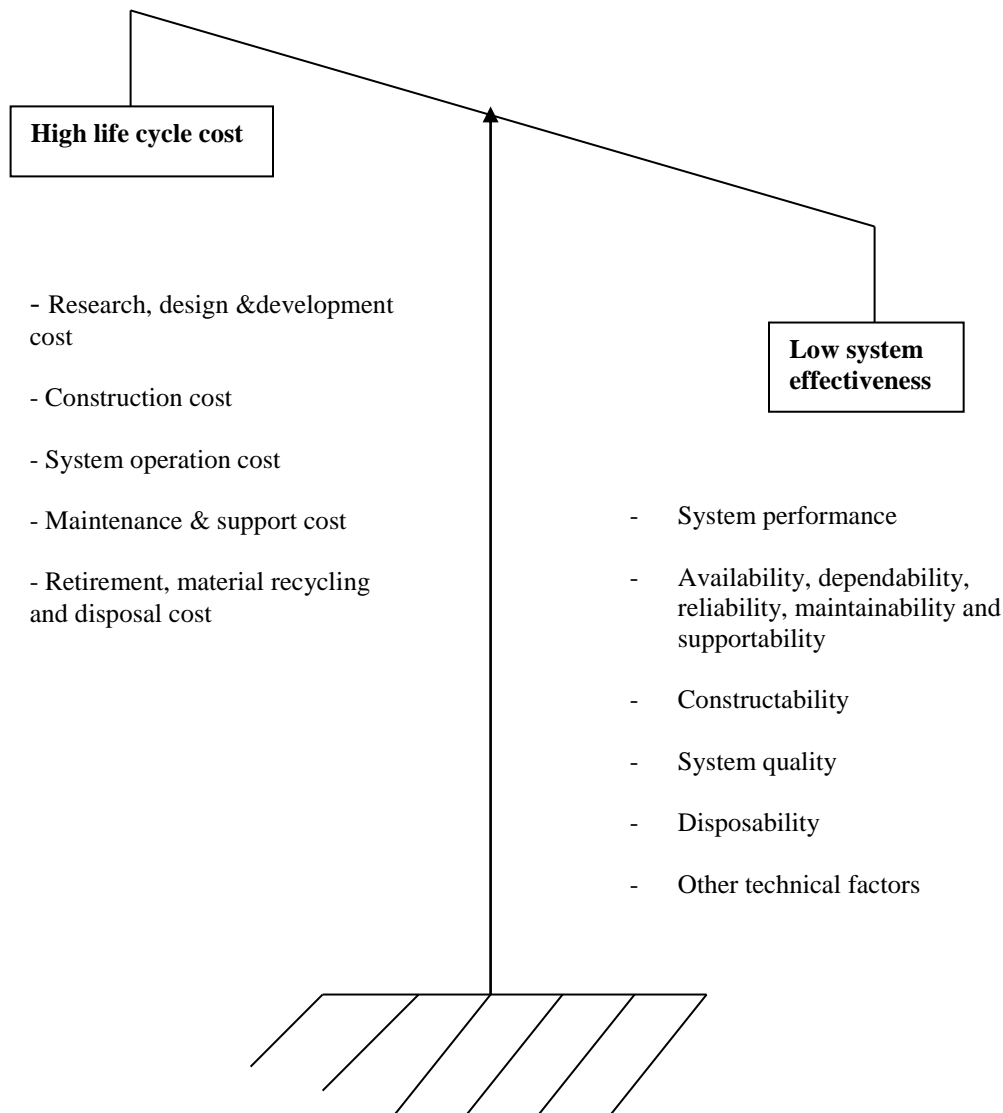 High life cycle cost
- Research, design &development
cost
- Construction cost
- System operation cost
- Maintenance & support cost
- Retirement, material recycling
and disposal cost
Low system
effectiveness
- System performance
- Availability, dependability,
reliability, maintainability and
supportability
- Constructability
- System quality
- Disposability
- Other technical factors